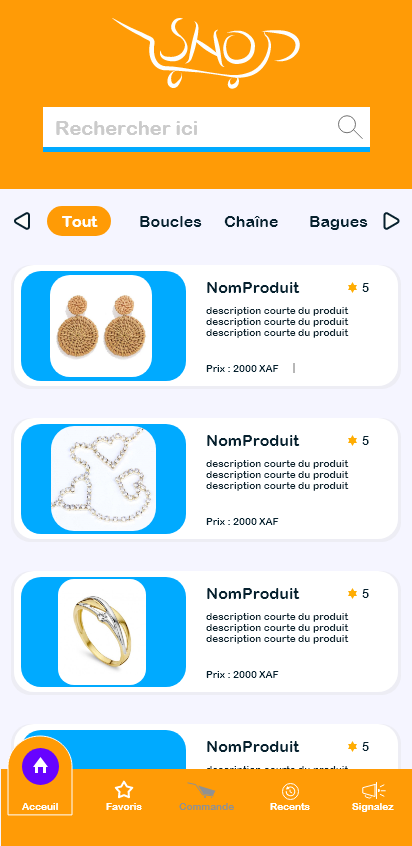 SHOP
Rechercher ici
Tout Boucles Chaîne Bagues
NomProduit 5
description courte du produit
description courte du produit
description courte du produit
Prix : 2000 XAF |
NomProduit 5
description courte du produit
description courte du produit
description courte du produit
Prix : 2000 XAF
NomProduit 5
description courte du produit
description courte du produit
description courte du produit
Prix : 2000 XAF
NomProduit 5
description courte du produit
Acceuil Favoris Commande Recents Signalez